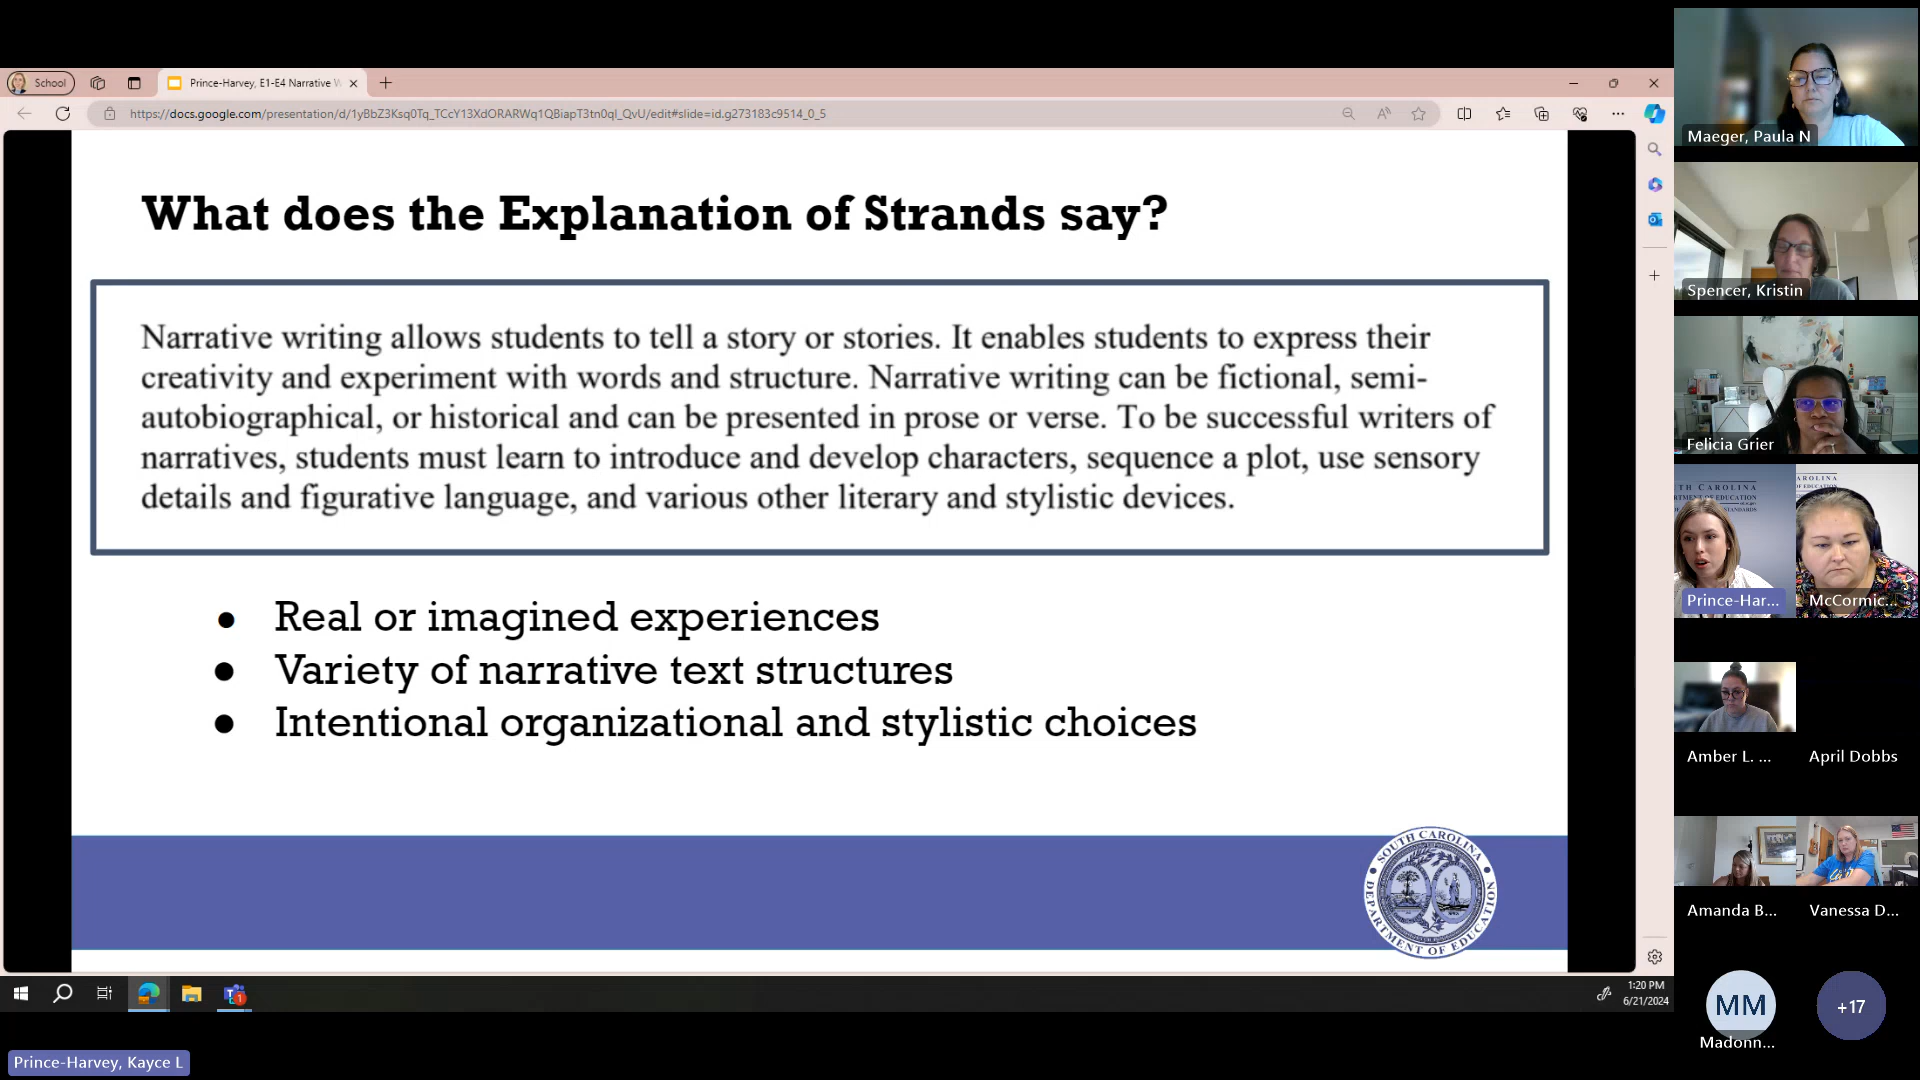 School
Prince-Harvey, E1-E4 Narrative W
https://docs.google.com/presentation/d/1yBbZ3Ksq0Tq_TCcY13XdORARWq1QBiapT3tn0ql_QvU/edit#slide=id.g273183c9514_0_5
What does the Explanation of Strands say?
Narrative writing allows students to tell a story or stories. It enables students to express their
creativity and experiment with words and structure. Narrative writing can be fictional, semi-
autobiographical, or historical and can be presented in prose or verse. To be successful writers of
narratives, students must learn to introduce and develop characters, sequence a plot, use sensory
details and figurative language, and various other literary and stylistic devices.
• Real or imagined experiences
• Variety of narrative text structures
• Intentional organizational and stylistic choices
SOUTH CAROLINA
DEPARTMENT OF EDUCATION
1:20 PM
6/21/2024
Prince-Harvey, Kayce L
Maeger, Paula N
Spencer, Kristin
Felicia Grier
Prince-Har...
McCormic...
Amber L. ...
April Dobbs
Amanda B...
Vanessa D...
MM
Madonn...
+17